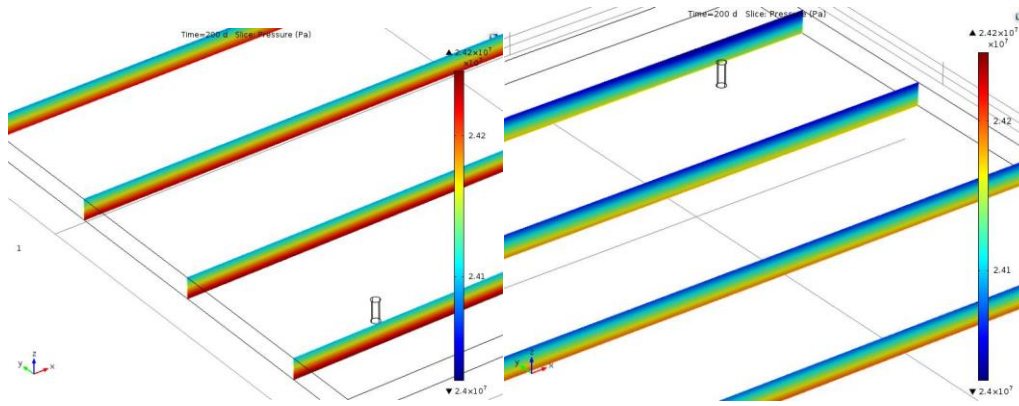 Time=200 d Slice: Pressure (Pa)
▲ 2.42×10⁷
×10⁷
2.42
2.41
▼ 2.4×10⁷
1
y z x
Time=200 d Slice: Pressure (Pa)
▲ 2.42×10⁷
×10⁷
2.42
2.41
▼ 2.4×10⁷
y z x